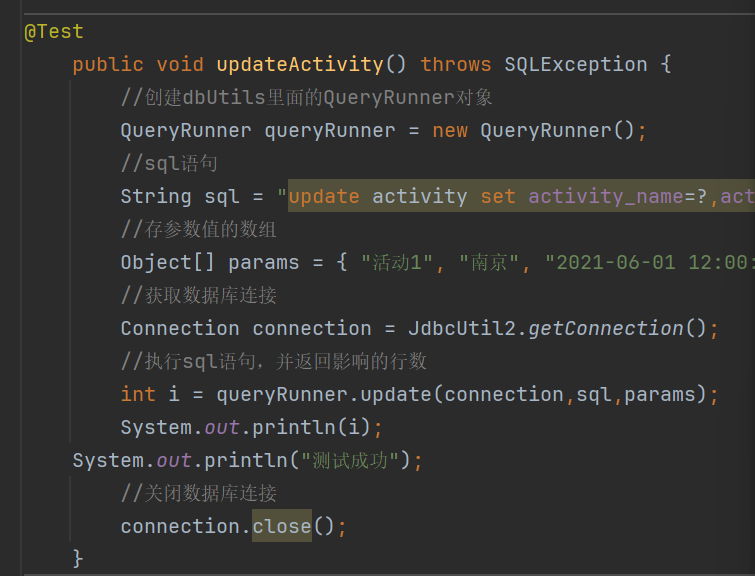 @Test
public void updateActivity() throws SQLException {
//创建dbUtils里面的QueryRunner对象
QueryRunner queryRunner = new QueryRunner();
//sql语句
String sql = "update activity set activity_name=?,act
//存参数值的数组
Object[] params = { "活动1", "南京", "2021-06-01 12:00:
//获取数据库连接
Connection connection = JdbcUtil2.getConnection();
//执行sql语句，并返回影响的行数
int i = queryRunner.update(connection,sql,params);
System.out.println(i);
System.out.println("测试成功");
//关闭数据库连接
connection.close();
}